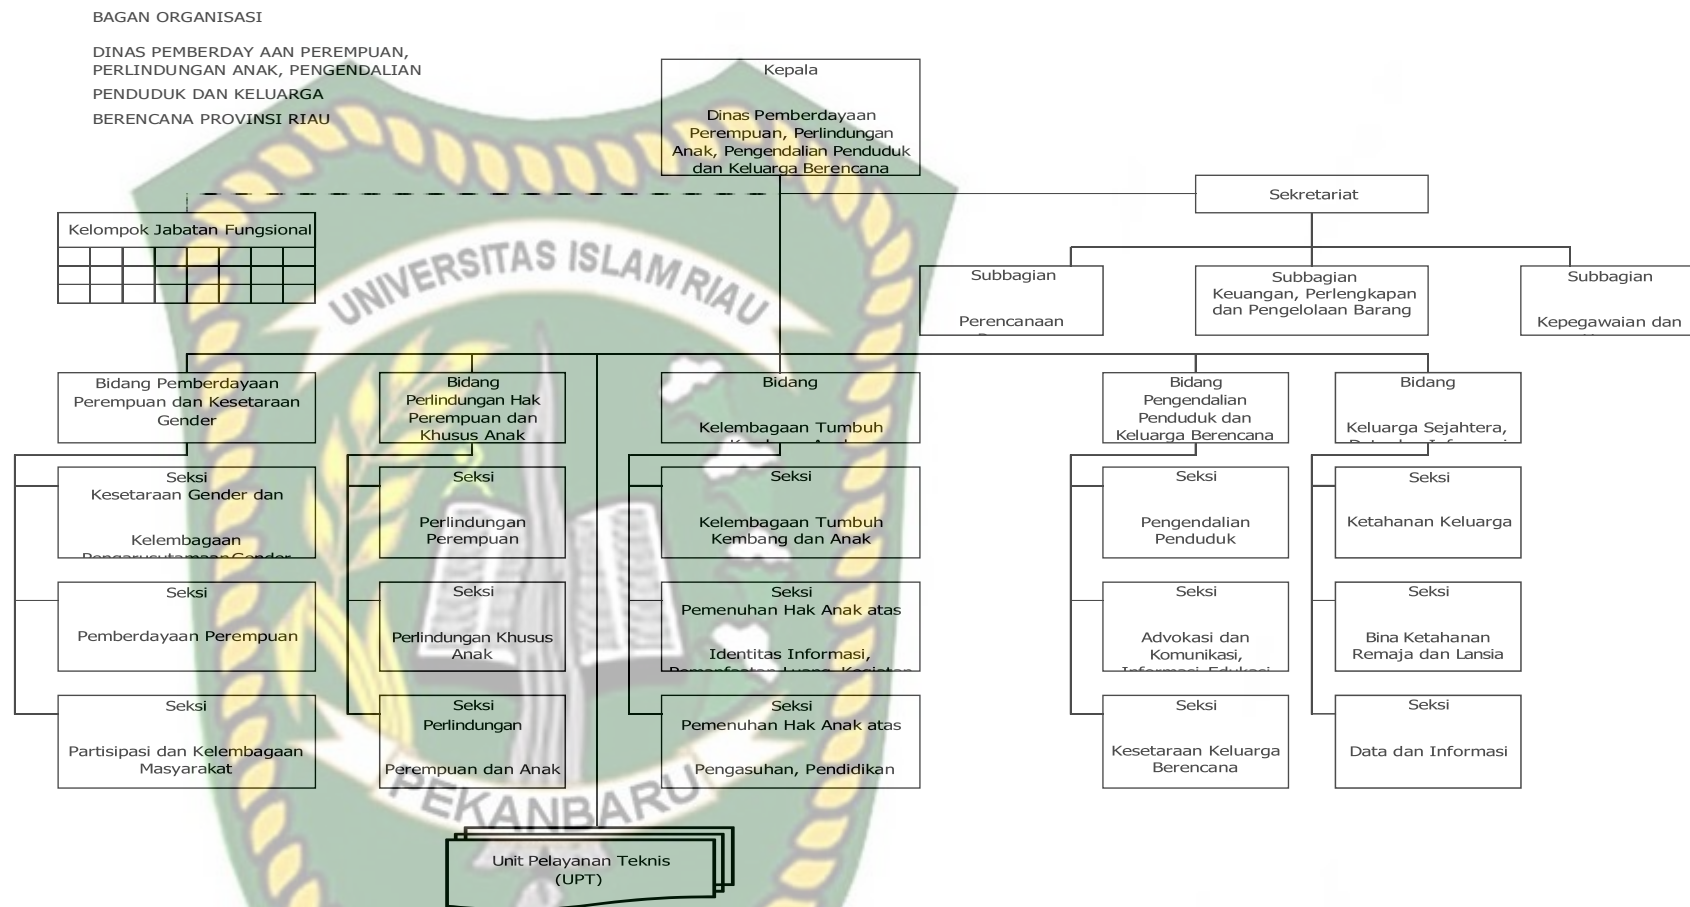 BAGAN ORGANISASI
DINAS PEMBERDAY AAN PEREMPUAN,
PERLINDUNGAN ANAK, PENGENDALIAN
PENDUDUK DAN KELUARGA
BERENCANA PROVINSI RIAU
Kepala
Dinas Pemberdayaan
Perempuan, Perlindungan
Anak, Pengendalian Penduduk
dan Keluarga Berencana
Sekretariat
Kelompok Jabatan Fungsional
UNIVERSITAS ISLAM RIAU
Subbagian
Perencanaan
Subbagian
Keuangan, Perlengkapan
dan Pengelolaan Barang
Subbagian
Kepegawaian dan
Bidang Pemberdayaan
Perempuan dan Kesetaraan
Gender
Bidang
Perlindungan Hak
Perempuan dan
Khusus Anak
Bidang
Kelembagaan Tumbuh
Bidang
Pengendalian
Penduduk dan
Keluarga Berencana
Bidang
Keluarga Sejahtera,
Seksi
Kesetaraan Gender dan
Kelembagaan
Pengarusutamaan Gender
Seksi
Perlindungan
Perempuan
Seksi
Kelembagaan Tumbuh
Kembang dan Anak
Seksi
Pengendalian
Penduduk
Seksi
Ketahanan Keluarga
Seksi
Pemberdayaan Perempuan
Seksi
Perlindungan Khusus
Anak
Seksi
Pemenuhan Hak Anak atas
Identitas Informasi,
Seksi
Advokasi dan
Komunikasi,
Informasi Edukasi
Seksi
Bina Ketahanan
Remaja dan Lansia
Seksi
Partisipasi dan Kelembagaan
Masyarakat
Seksi
Perlindungan
Perempuan dan Anak
Seksi
Pemenuhan Hak Anak atas
Pengasuhan, Pendidikan
Seksi
Kesetaraan Keluarga
Berencana
Seksi
Data dan Informasi
PEKANBARU
Unit Pelayanan Teknis
(UPT)